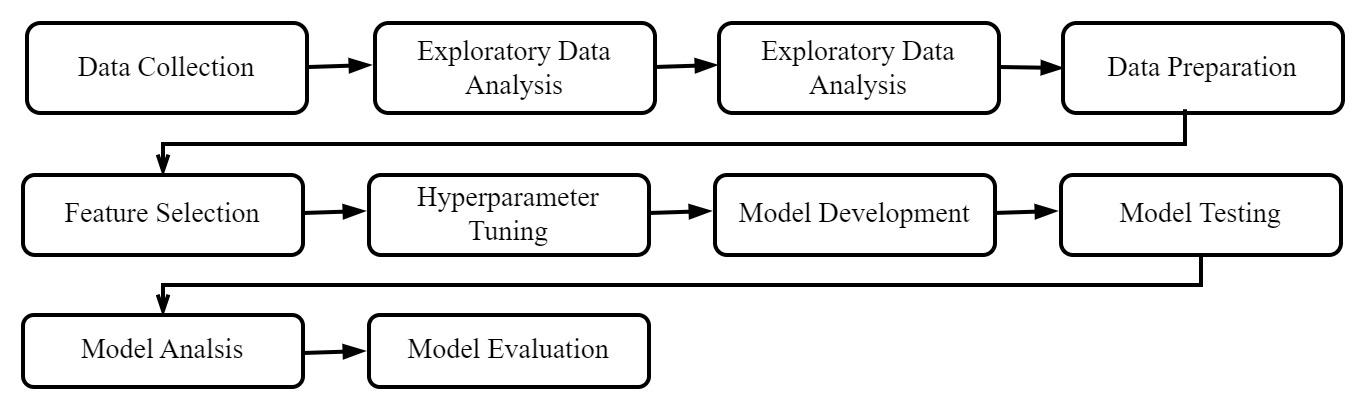 Data Collection
Exploratory Data
Analysis
Exploratory Data
Analysis
Data Preparation
Feature Selection
Hyperparameter
Tuning
Model Development
Model Testing
Model Analsis
Model Evaluation